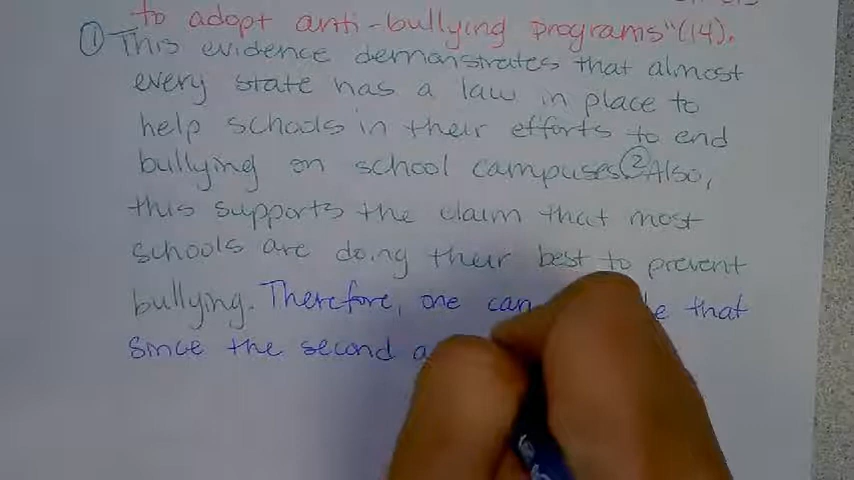 to adopt anti-bullying programs"(14).
① This evidence demonstrates that almost
every state has a law in place to
help schools in their efforts to end
bullying on school campuses. ② Also,
this supports the claim that most
schools are doing their best to prevent
bullying. Therefore, one can that
Since the second